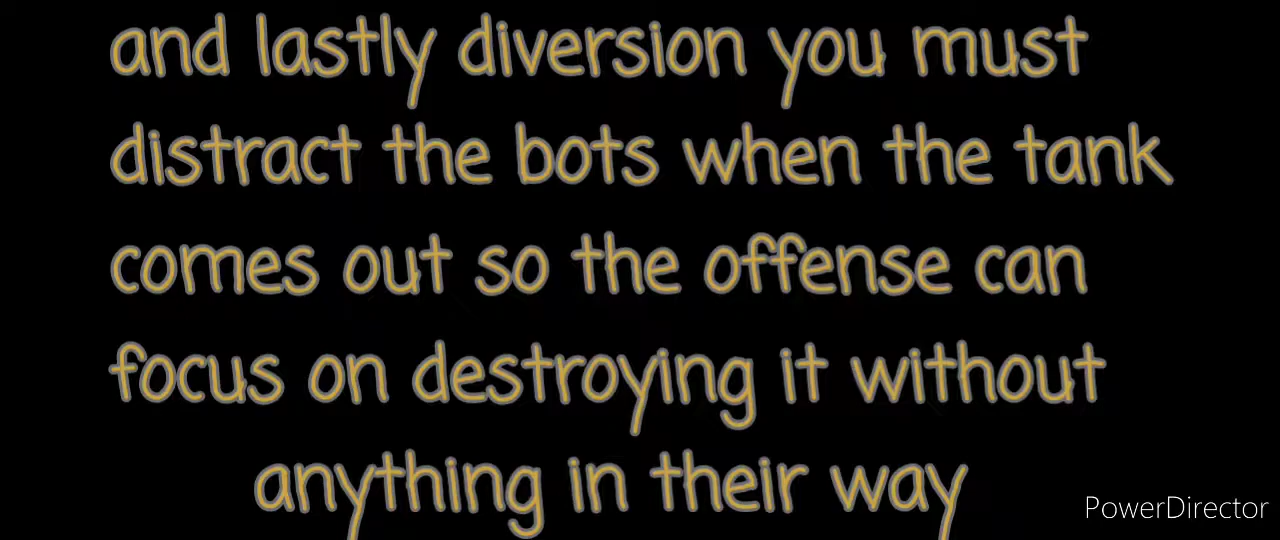 and lastly diversion you must
distract the bots when the tank
comes out so the offense can
focus on destroying it without
anything in their way
PowerDirector